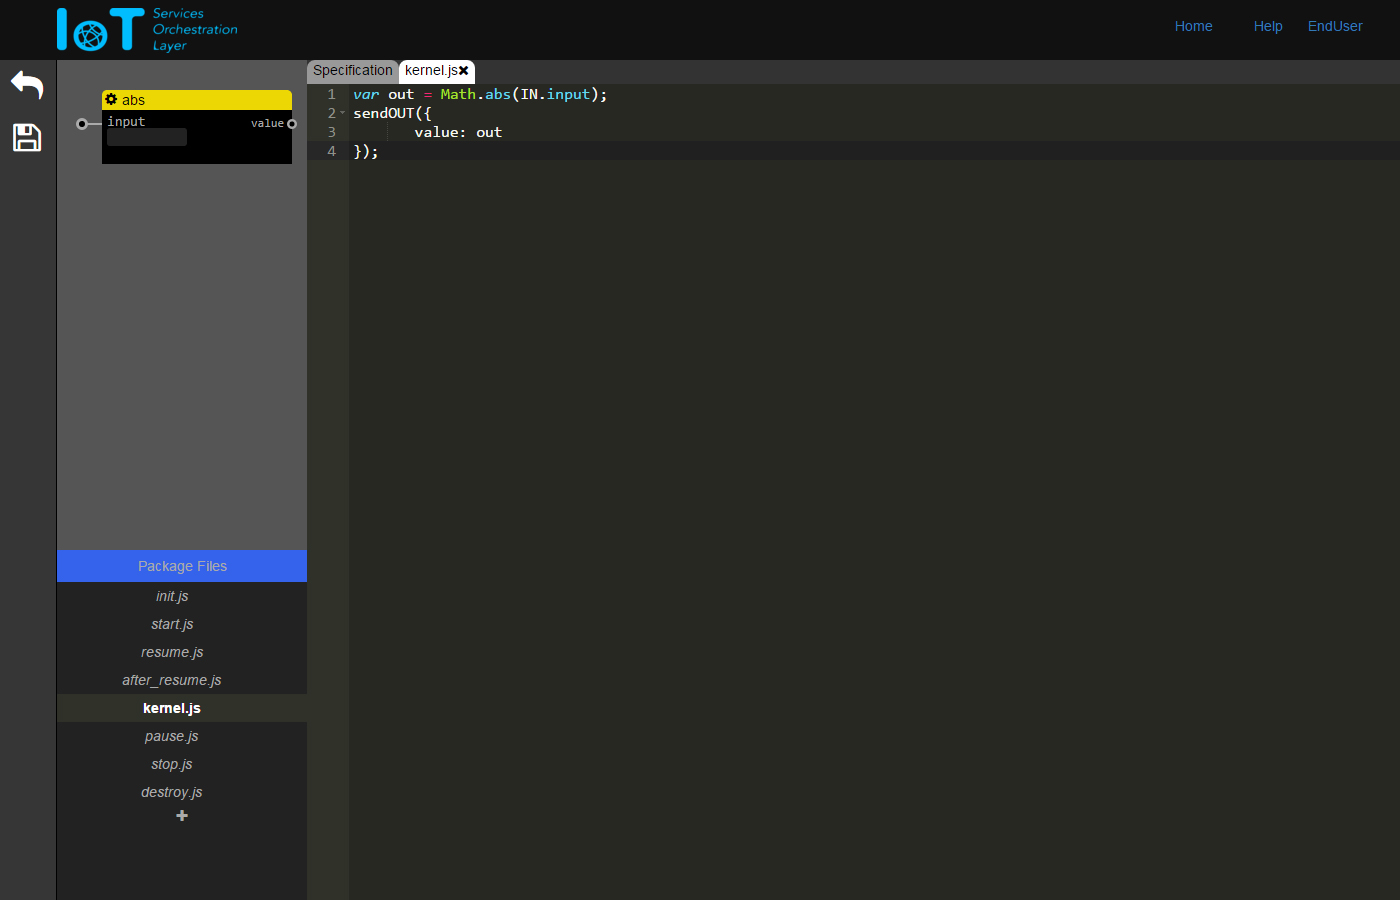 IoT Services
Orchestration
Layer
Home Help EndUser
Specification kernel.js
abs
input value
1 var out = Math.abs(IN.input);
2 sendOUT({
3 value: out
4 });
Package Files
init.js
start.js
resume.js
after_resume.js
kernel.js
pause.js
stop.js
destroy.js